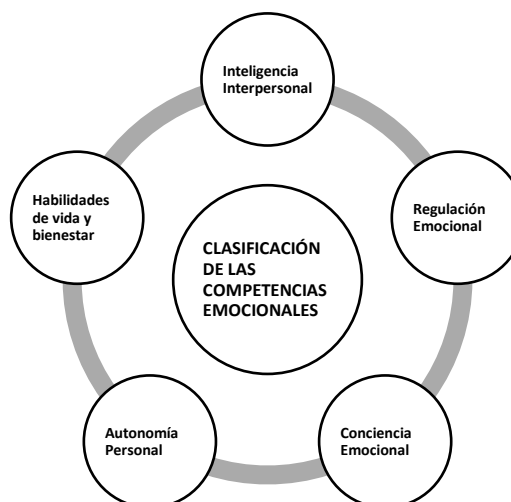 Inteligencia
Interpersonal
Habilidades
de vida y
bienestar
Regulación
Emocional
CLASIFICACIÓN
DE LAS
COMPETENCIAS
EMOCIONALES
Autonomía
Personal
Conciencia
Emocional